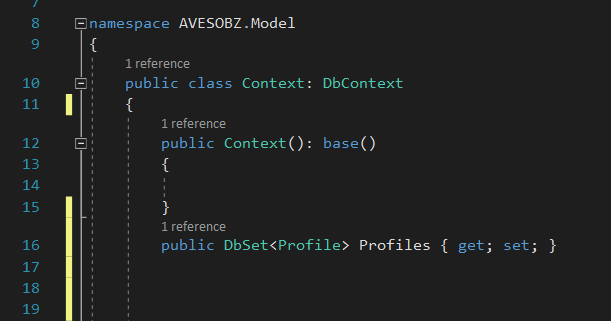 7
8 namespace AVESOBZ.Model
9 {
1 reference
10 public class Context: DbContext
11 {
1 reference
12 public Context(): base()
13 {
14
15 }
1 reference
16 public DbSet<Profile> Profiles { get; set; }
17
18
19